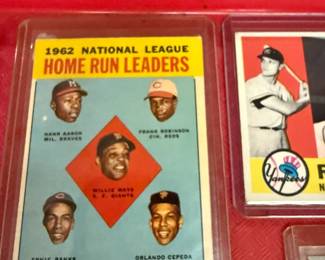 1962 NATIONAL LEAGUE
HOME RUN LEADERS
HANK AARON
MIL. BRAVES
FRANK ROBINSON
CIN. REDS
WILLIE MAYS
S. F. GIANTS
ERNIE BANKS
ORLANDO CEPEDA
Yankees
F
N